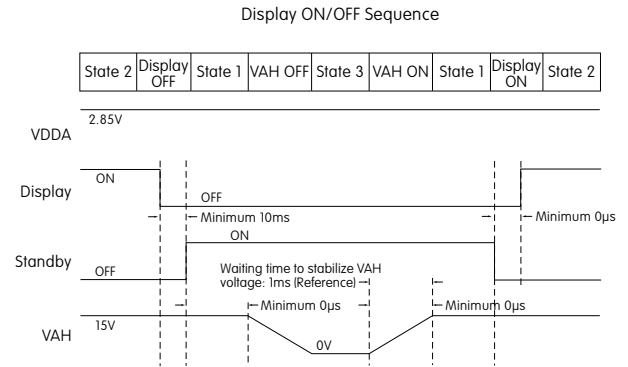 Display ON/OFF Sequence
State 2 Display OFF State 1 VAH OFF State 3 VAH ON State 1 Display ON State 2
2.85V
VDDA
ON
Display
OFF
Minimum 10ms
Minimum 0µs
ON
Standby
OFF
Waiting time to stabilize VAH
voltage: 1ms (Reference)
Minimum 0µs
Minimum 0µs
15V
VAH
0V